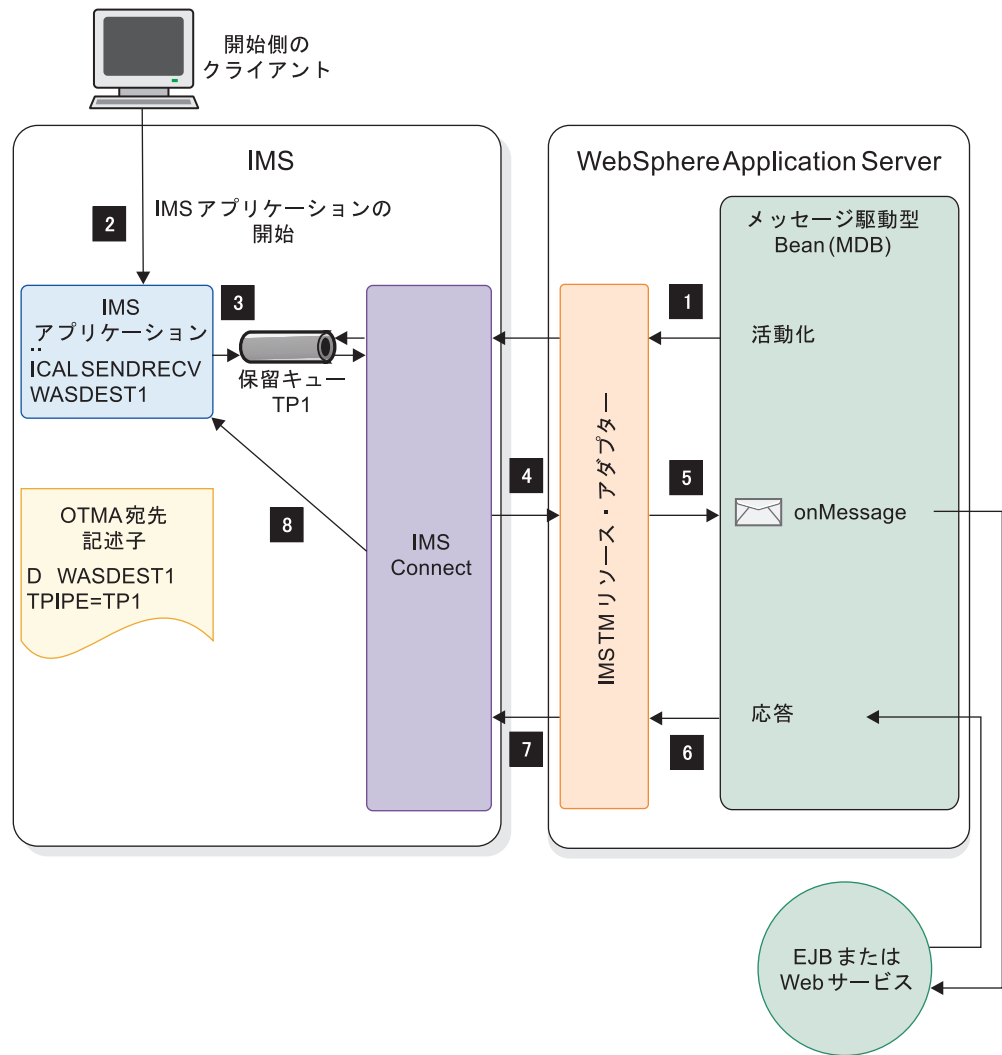 開始側の
クライアント
IMS
WebSphere Application Server
2
IMS アプリケーションの
開始
メッセージ駆動型
Bean (MDB)
IMS
アプリケーション
..
ICAL SENDRECV
WASDEST1
3
保留キュー
TP1
1
活動化
4
5
onMessage
IMS TM リソース・アダプター
IMS
Connect
8
OTMA 宛先
記述子
D WASDEST1
TPIPE=TP1
7
6
応答
EJB または
Web サービス